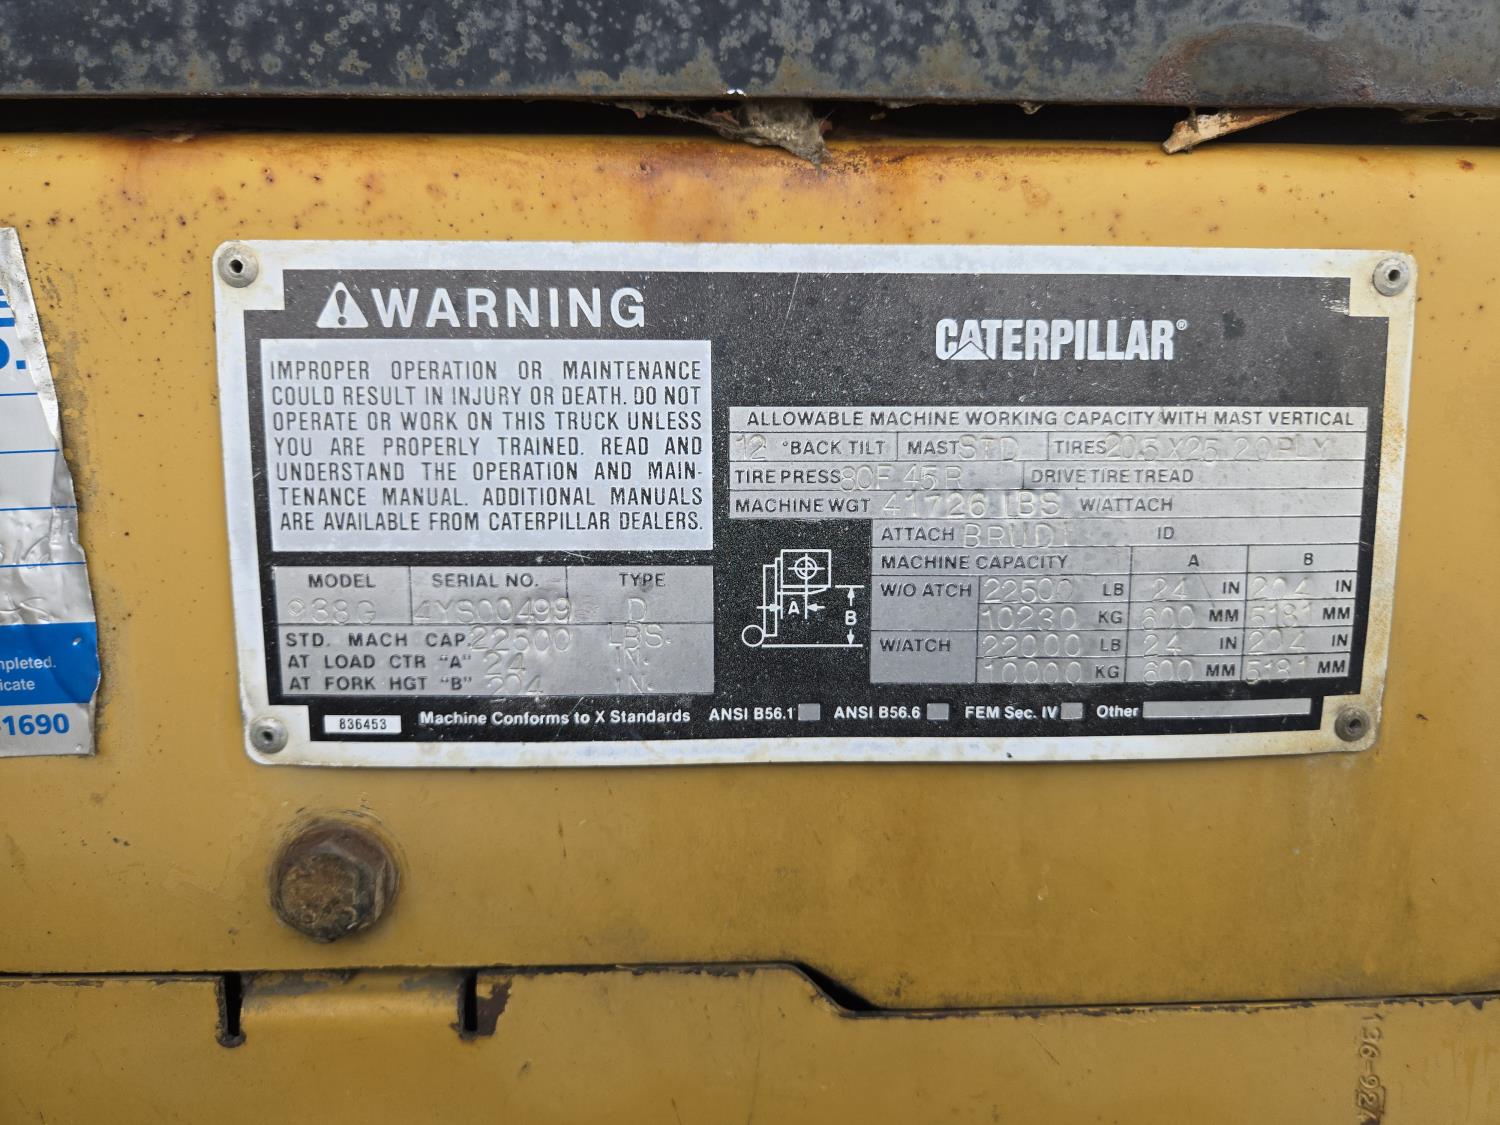 WARNING
IMPROPER OPERATION OR MAINTENANCE
COULD RESULT IN INJURY OR DEATH. DO NOT
OPERATE OR WORK ON THIS TRUCK UNLESS
YOU ARE PROPERLY TRAINED. READ AND
UNDERSTAND THE OPERATION AND MAIN-
TENANCE MANUAL. ADDITIONAL MANUALS
ARE AVAILABLE FROM CATERPILLAR DEALERS.
MODEL SERIAL NO. TYPE
4YS00499 D
STD. MACH CAP. 22500 LBS.
AT LOAD CTR "A" 24 IN.
AT FORK HGT "B" 204 IN.
836453
CATERPILLAR®
ALLOWABLE MACHINE WORKING CAPACITY WITH MAST VERTICAL
12 °BACK TILT MAST STD TIRES 20.5X25 20PLY
TIRE PRESS 80F 45R DRIVE TIRE TREAD
MACHINE WGT 41726 LBS W/ATTACH
ATTACH BRUDI ID
MACHINE CAPACITY A B
W/O ATCH 22500 LB 24 IN 204 IN
10230 KG 600 MM 5181 MM
W/ATCH 22000 LB 24 IN 204 IN
10000 KG 600 MM 5181 MM
A
B
Machine Conforms to X Standards ANSI B56.1 ANSI B56.6 FEM Sec. IV Other
mpleted.
icate
1690
136-92